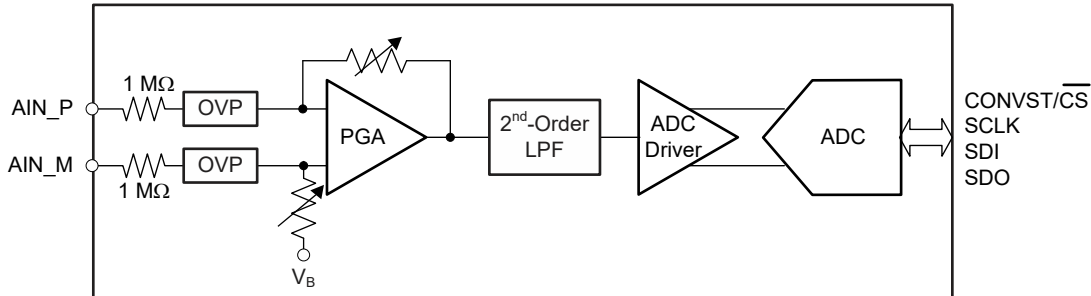 1 MΩ
AIN_P
OVP
PGA
2nd-Order
LPF
ADC
Driver
ADC
CONVST/C̅S̅
SCLK
SDI
SDO
AIN_M
OVP
1 MΩ
VB